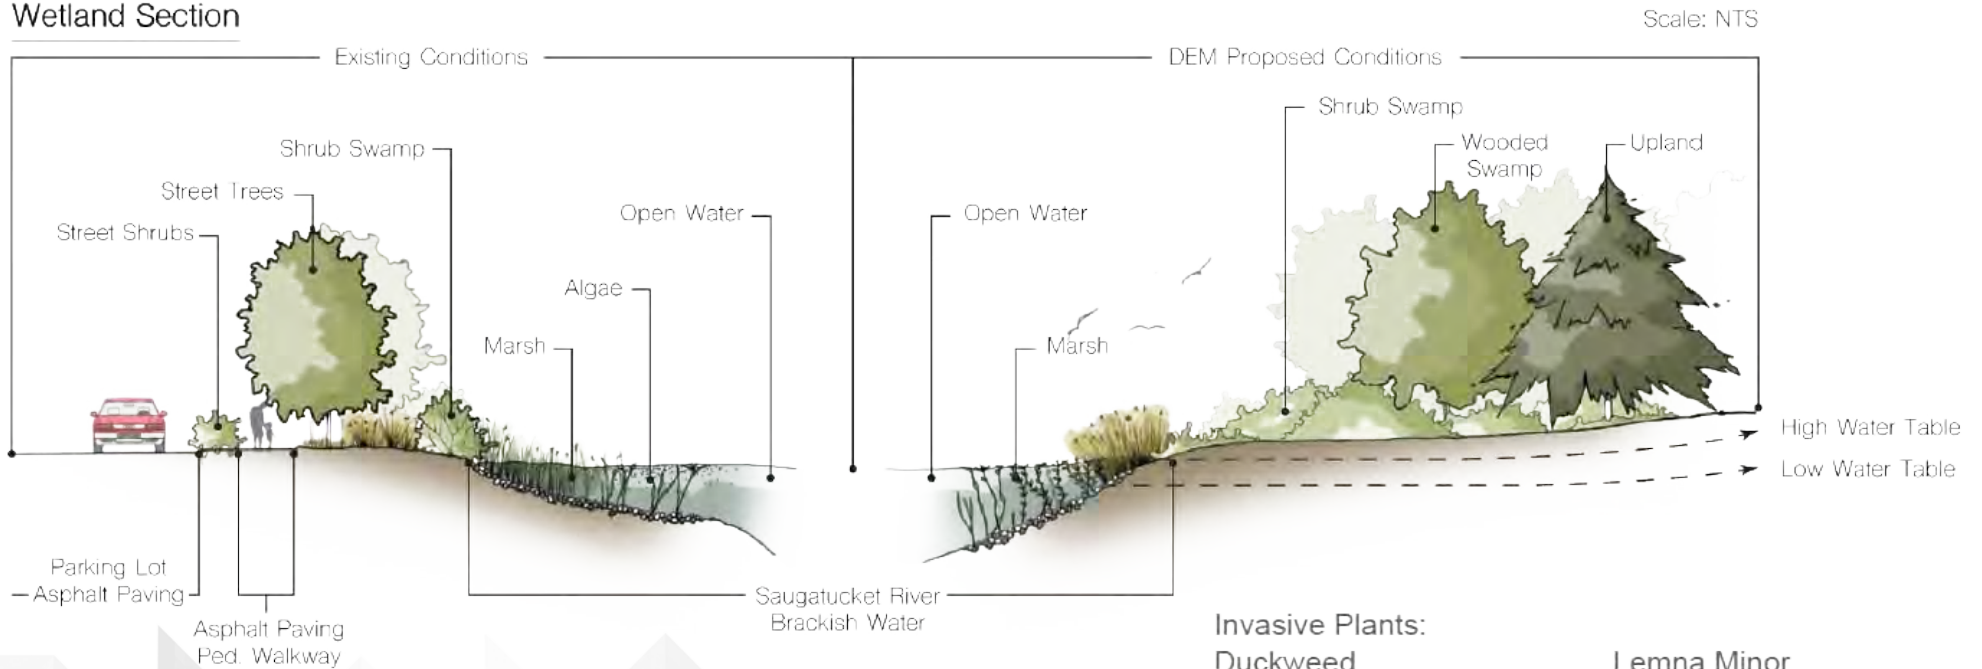 Wetland Section
Scale: NTS
Existing Conditions
DEM Proposed Conditions
Shrub Swamp
Shrub Swamp
Wooded
Swamp
Upland
Street Trees
Street Shrubs
Open Water
Open Water
Algae
Marsh
Marsh
High Water Table
Low Water Table
Parking Lot
Asphalt Paving
Asphalt Paving
Ped. Walkway
Saugatucket River
Brackish Water
Invasive Plants:
Duckweed Lemna Minor